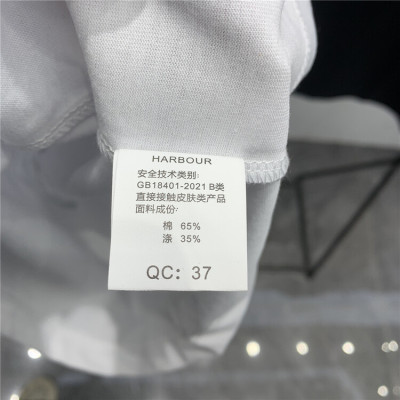 HARBOUR
安全技术类别:
GB18401-2021 B类
直接接触皮肤类产品
面料成份:
棉 65%
涤 35%
QC: 37